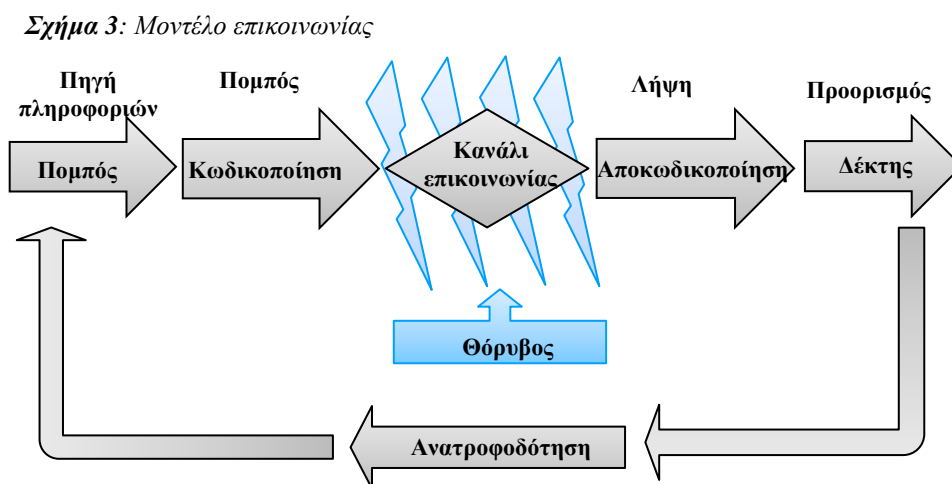 Σχήμα 3: Μοντέλο επικοινωνίας
Πηγή
πληροφοριών
Πομπός
Λήψη
Προορισμός
Πομπός
Κωδικοποίηση
Κανάλι
επικοινωνίας
Αποκωδικοποίηση
Δέκτης
Θόρυβος
Ανατροφοδότηση